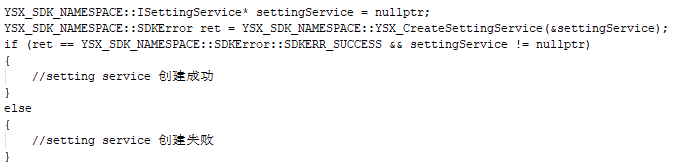 YSX_SDK_NAMESPACE::ISettingService* settingService = nullptr;
YSX_SDK_NAMESPACE::SDKError ret = YSX_SDK_NAMESPACE::YSX_CreateSettingService(&settingService);
if (ret == YSX_SDK_NAMESPACE::SDKError::SDKERR_SUCCESS && settingService != nullptr)
{
    //setting service 创建成功
}
else
{
    //setting service 创建失败
}